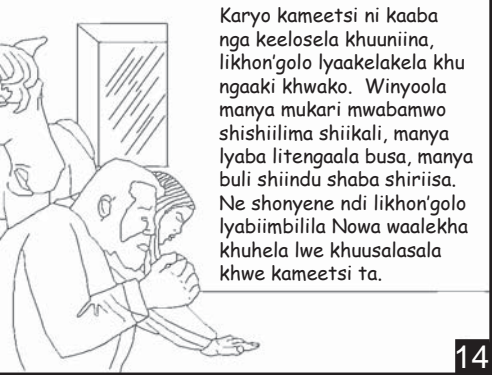 Karyo kameetsi ni kaaba
nga keelosela khuuniina,
likhon'golo lyaakelakela khu
ngaaki khwako. Winyoola
manya mukari mwabamwo
shishiilima shiikali, manya
lyaba litengaala busa, manya
buli shiindu shaba shiriisa.
Ne shonyene ndi likhon'golo
lyabiimbilila Nowa waalekha
khuhela lwe khuusalasala
khwe kameetsi ta.
14